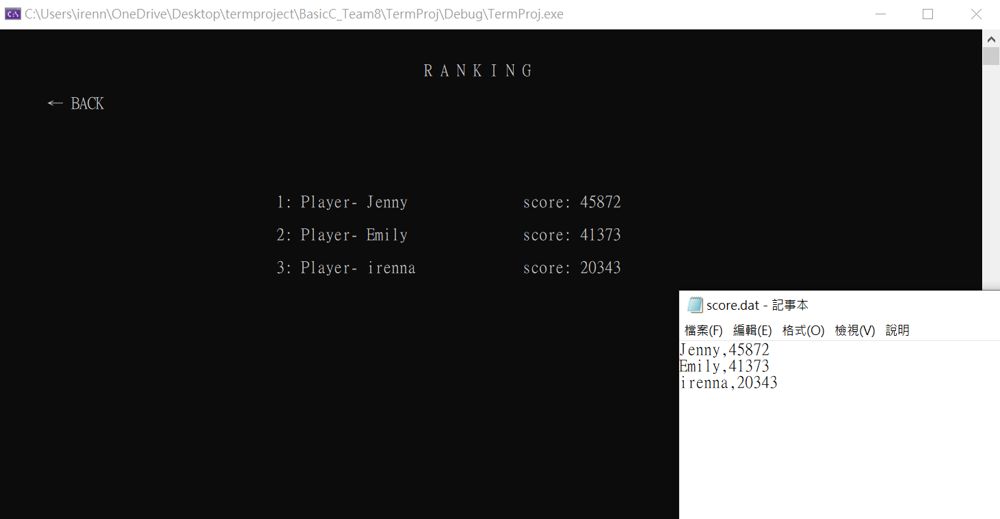 C:\Users\irenn\OneDrive\Desktop\termproject\BasicC_Team8\TermProj\Debug\TermProj.exe
R A N K I N G
← BACK
1: Player- Jenny score: 45872
2: Player- Emily score: 41373
3: Player- irenna score: 20343
score.dat - 記事本
檔案(F) 編輯(E) 格式(O) 檢視(V) 說明
Jenny,45872
Emily,41373
irenna,20343